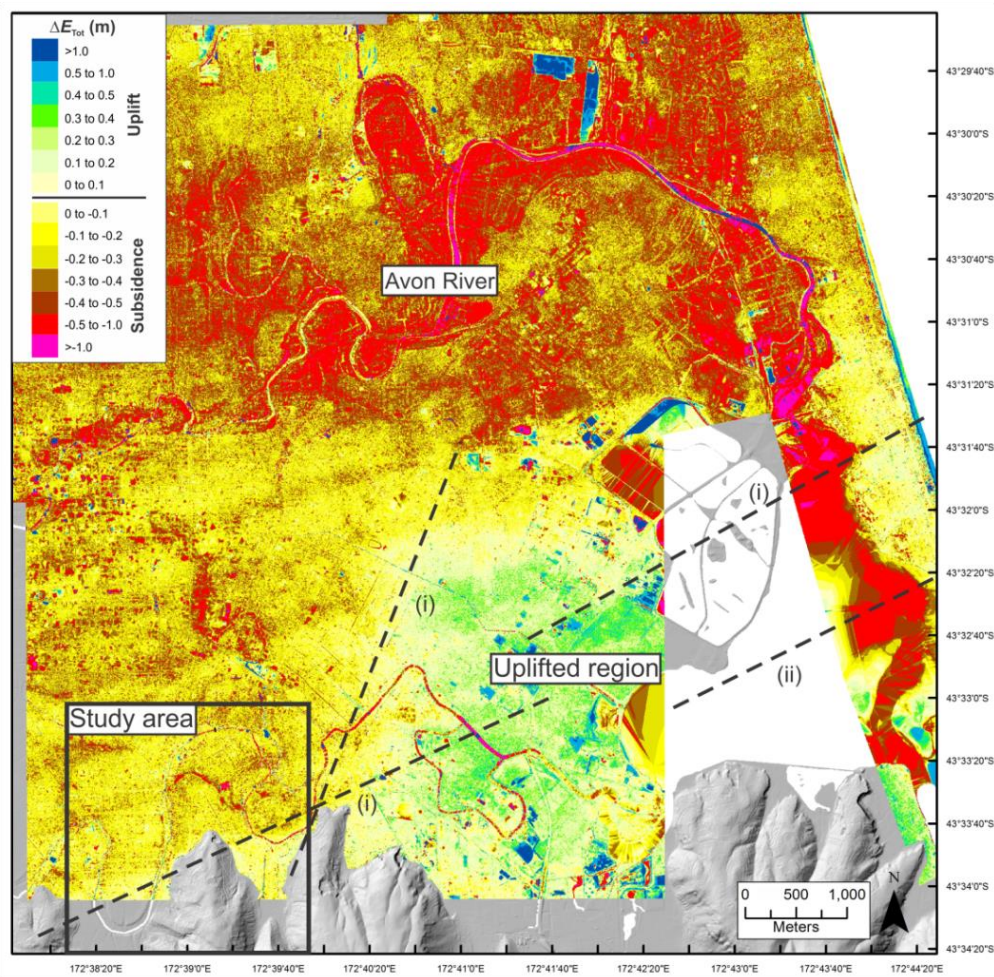 ΔE_Tot (m)
>1.0
0.5 to 1.0
0.4 to 0.5
0.3 to 0.4
0.2 to 0.3
0.1 to 0.2
0 to 0.1
Uplift
0 to -0.1
-0.1 to -0.2
-0.2 to -0.3
-0.3 to -0.4
-0.4 to -0.5
-0.5 to -1.0
>-1.0
Subsidence
Avon River
(i)
(i)
Uplifted region
(ii)
Study area
(i)
N
0 500 1,000
Meters
43°29'40"S
43°30'0"S
43°30'20"S
43°30'40"S
43°31'0"S
43°31'20"S
43°31'40"S
43°32'0"S
43°32'20"S
43°32'40"S
43°33'0"S
43°33'20"S
43°33'40"S
43°34'0"S
43°34'20"S
172°38'20"E 172°39'0"E 172°39'40"E 172°40'20"E 172°41'0"E 172°41'40"E 172°42'20"E 172°43'0"E 172°43'40"E 172°44'20"E